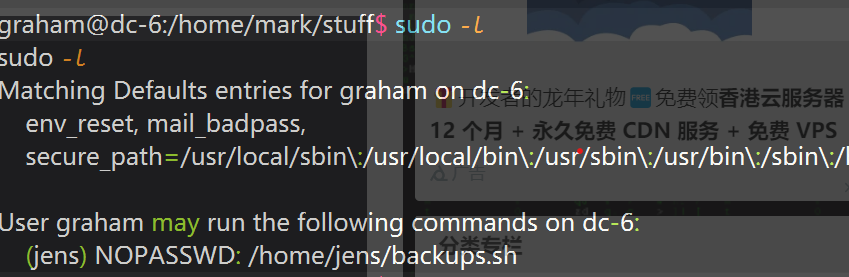 graham@dc-6:/home/mark/stuff$ sudo -l
sudo -l
Matching Defaults entries for graham on dc-6:
env_reset, mail_badpass,
secure_path=/usr/local/sbin\:/usr/local/bin\:/usr/sbin\:/usr/bin\:/sbin\:/
User graham may run the following commands on dc-6:
(jens) NOPASSWD: /home/jens/backups.sh
开发者的龙年礼物 FREE 免费领香港云服务器
12 个月 + 永久免费 CDN 服务 + 免费 VPS
广告
分类专栏